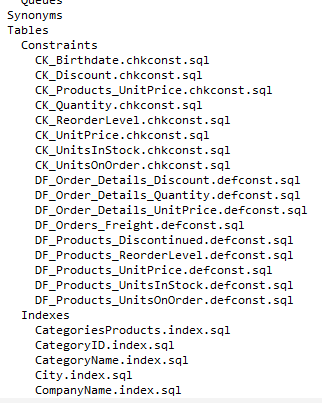 Queues
Synonyms
Tables
Constraints
CK_Birthdate.chkconst.sql
CK_Discount.chkconst.sql
CK_Products_UnitPrice.chkconst.sql
CK_Quantity.chkconst.sql
CK_ReorderLevel.chkconst.sql
CK_UnitPrice.chkconst.sql
CK_UnitsInStock.chkconst.sql
CK_UnitsOnOrder.chkconst.sql
DF_Order_Details_Discount.defconst.sql
DF_Order_Details_Quantity.defconst.sql
DF_Order_Details_UnitPrice.defconst.sql
DF_Orders_Freight.defconst.sql
DF_Products_Discontinued.defconst.sql
DF_Products_ReorderLevel.defconst.sql
DF_Products_UnitPrice.defconst.sql
DF_Products_UnitsInStock.defconst.sql
DF_Products_UnitsOnOrder.defconst.sql
Indexes
CategoriesProducts.index.sql
CategoryID.index.sql
CategoryName.index.sql
City.index.sql
CompanyName.index.sql